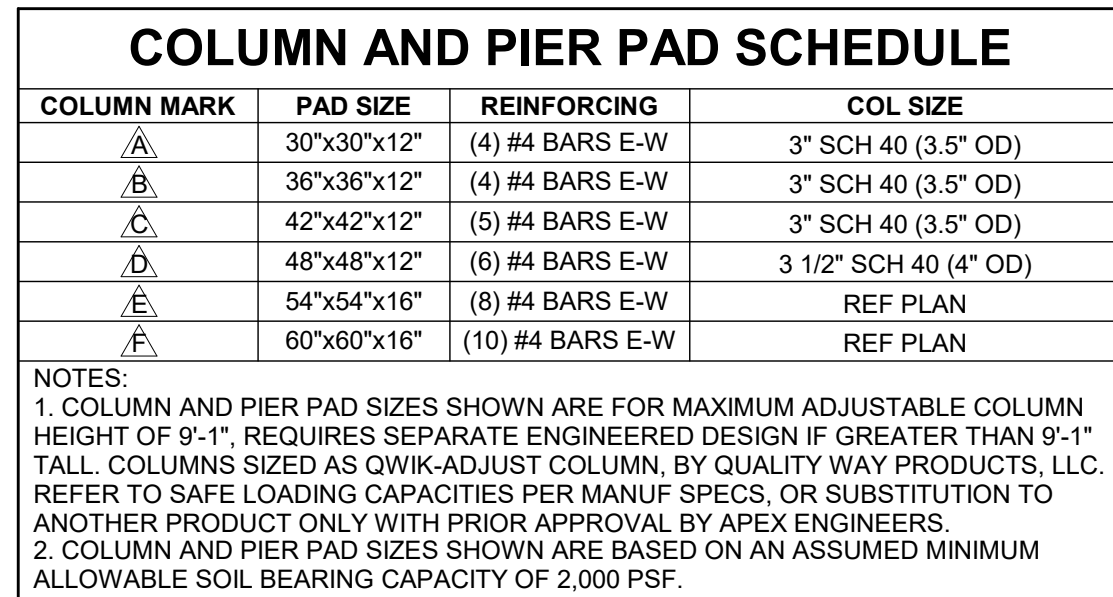 COLUMN AND PIER PAD SCHEDULE
COLUMN MARK PAD SIZE REINFORCING COL SIZE
A 30"x30"x12" (4) #4 BARS E-W 3" SCH 40 (3.5" OD)
B 36"x36"x12" (4) #4 BARS E-W 3" SCH 40 (3.5" OD)
C 42"x42"x12" (5) #4 BARS E-W 3" SCH 40 (3.5" OD)
D 48"x48"x12" (6) #4 BARS E-W 3 1/2" SCH 40 (4" OD)
E 54"x54"x16" (8) #4 BARS E-W REF PLAN
F 60"x60"x16" (10) #4 BARS E-W REF PLAN
NOTES:
1. COLUMN AND PIER PAD SIZES SHOWN ARE FOR MAXIMUM ADJUSTABLE COLUMN
HEIGHT OF 9'-1", REQUIRES SEPARATE ENGINEERED DESIGN IF GREATER THAN 9'-1"
TALL. COLUMNS SIZED AS QWIK-ADJUST COLUMN, BY QUALITY WAY PRODUCTS, LLC.
REFER TO SAFE LOADING CAPACITIES PER MANUF SPECS, OR SUBSTITUTION TO
ANOTHER PRODUCT ONLY WITH PRIOR APPROVAL BY APEX ENGINEERS.
2. COLUMN AND PIER PAD SIZES SHOWN ARE BASED ON AN ASSUMED MINIMUM
ALLOWABLE SOIL BEARING CAPACITY OF 2,000 PSF.